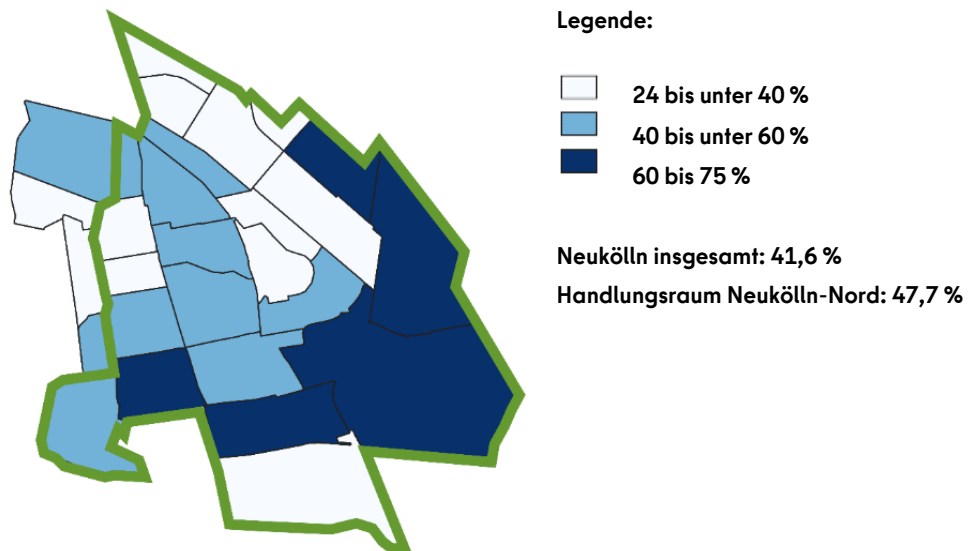 Legende:
24 bis unter 40 %
40 bis unter 60 %
60 bis 75 %
Neukölln insgesamt: 41,6 %
Handlungsraum Neukölln-Nord: 47,7 %